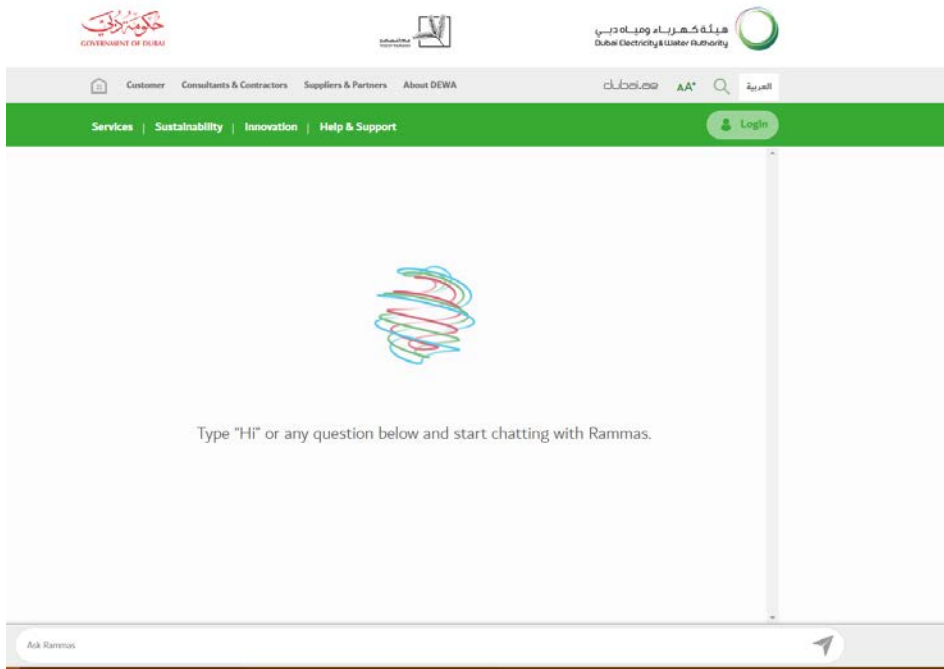 حكومة دبي
GOVERNMENT OF DUBAI
هيئة كهرباء ومياه دبي
Dubai Electricity & Water Authority
Customer Consultants & Contractors Suppliers & Partners About DEWA
dubai.ae AA+ العربية
Services | Sustainability | Innovation | Help & Support
Login
Type "Hi" or any question below and start chatting with Rammas.
Ask Rammas